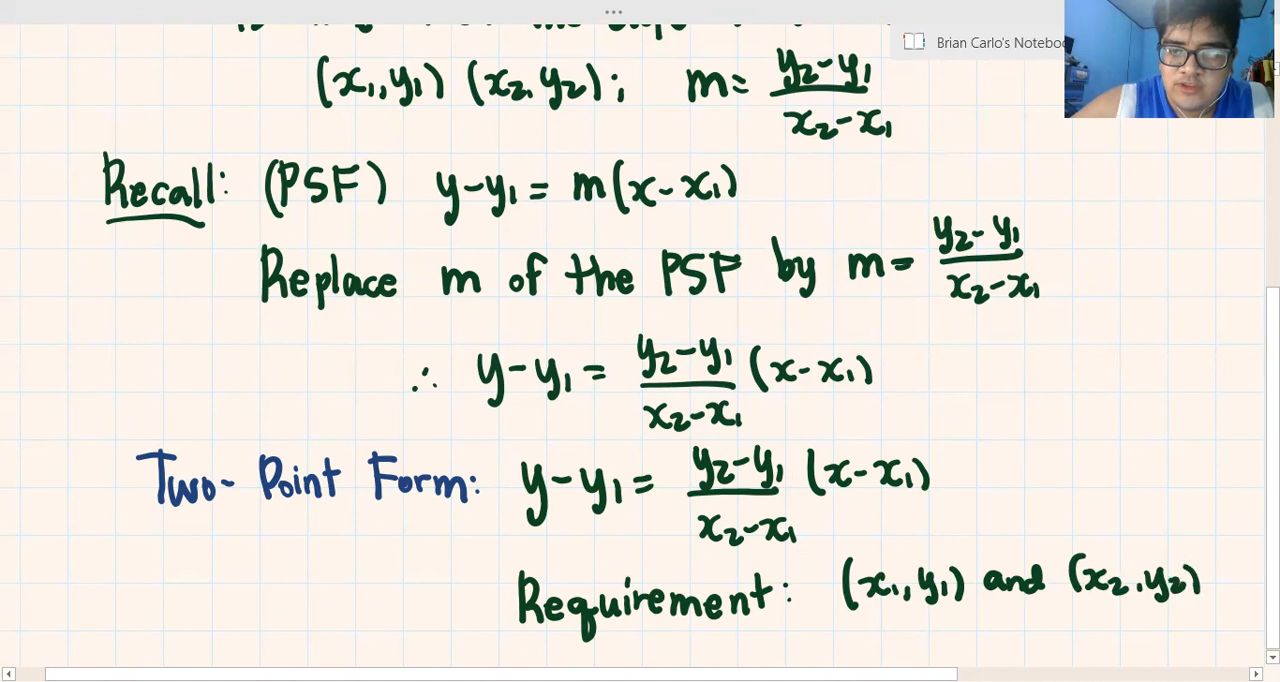 Brian Carlo's Notebo
(x₁,y₁) (x₂,y₂); m= y₂-y₁ / x₂-x₁
Recall: (PSF) y-y₁ = m(x-x₁)
Replace m of the PSF by m= y₂-y₁ / x₂-x₁
∴ y-y₁ = y₂-y₁ / x₂-x₁ (x-x₁)
Two-Point Form: y-y₁ = y₂-y₁ / x₂-x₁ (x-x₁)
Requirement: (x₁,y₁) and (x₂,y₂)